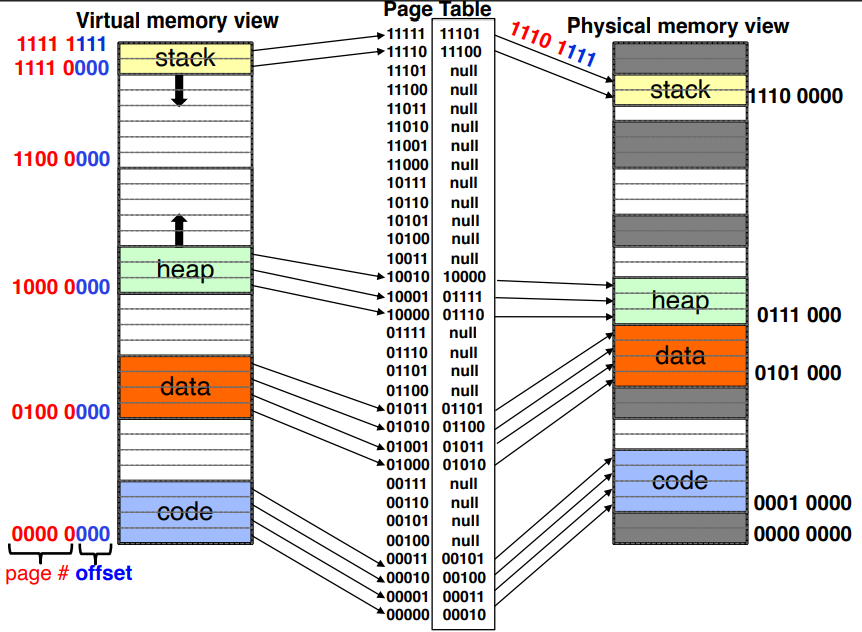 Virtual memory view
Page Table
Physical memory view
1111 1111
1111 0000
1100 0000
1000 0000
0100 0000
0000 0000
page # offset
stack
heap
data
code
11111 11101
11110 11100
11101 null
11100 null
11011 null
11010 null
11001 null
11000 null
10111 null
10110 null
10101 null
10100 null
10011 null
10010 10000
10001 01111
10000 01110
01111 null
01110 null
01101 null
01100 null
01011 01101
01010 01100
01001 01011
01000 01010
00111 null
00110 null
00101 null
00100 null
00011 00101
00010 00100
00001 00011
00000 00010
1110 1111
stack
heap
data
code
1110 0000
0111 000
0101 000
0001 0000
0000 0000